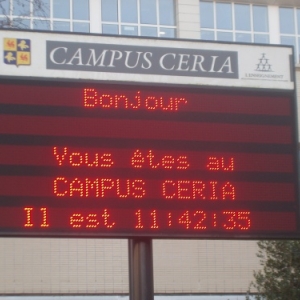 CAMPUS CERIA
Bonjour
Vous êtes au
CAMPUS CERIA
Il est 11:42:35